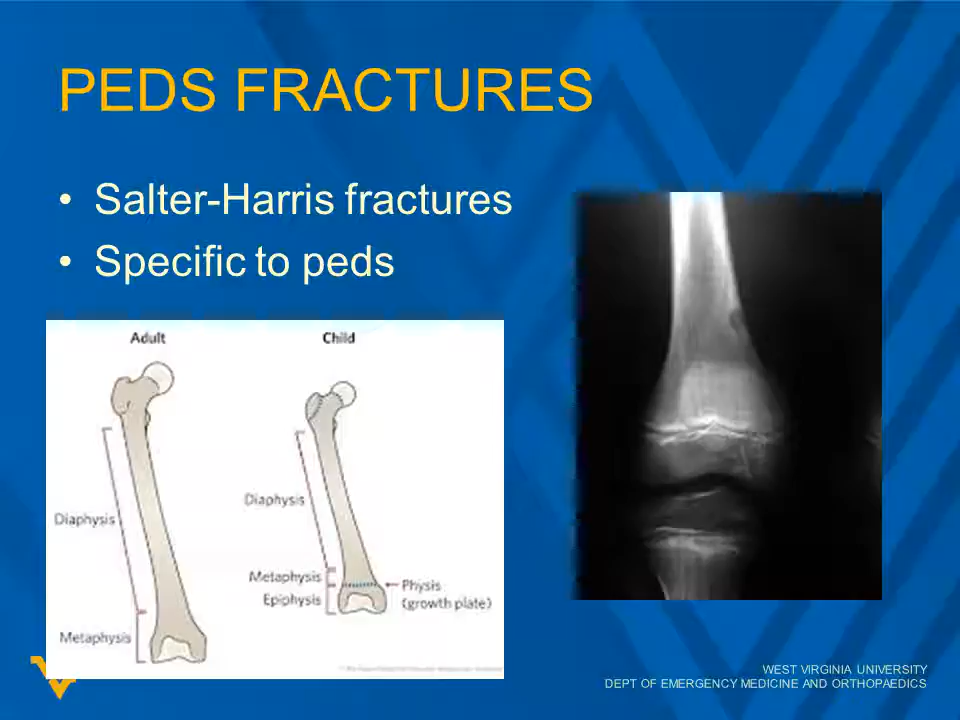 PEDS FRACTURES
• Salter-Harris fractures
• Specific to peds
Adult
Child
Diaphysis
Metaphysis
Diaphysis
Metaphysis
Epiphysis
Physis
(growth plate)
WEST VIRGINIA UNIVERSITY
DEPT OF EMERGENCY MEDICINE AND ORTHOPAEDICS